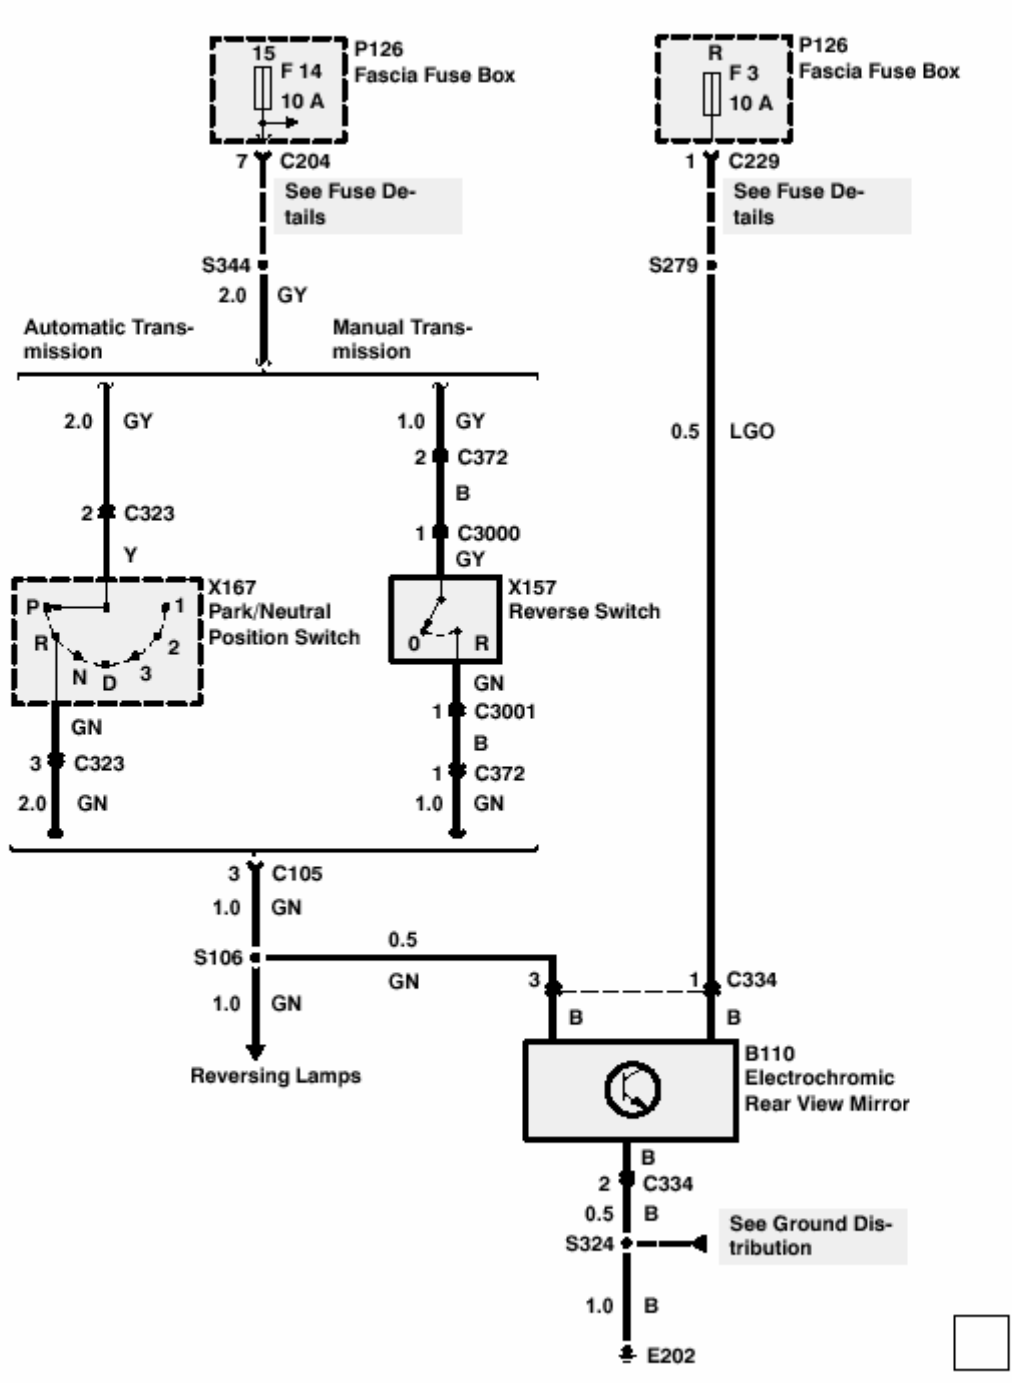 15
F 14
10 A
P126
Fascia Fuse Box
R
F 3
10 A
P126
Fascia Fuse Box
7 C204
1 C229
See Fuse De-
tails
See Fuse De-
tails
S344
S279
2.0 GY
Automatic Trans-
mission
Manual Trans-
mission
2.0 GY
1.0 GY
0.5 LGO
2 C372
B
2 C323
1 C3000
Y
GY
X167
Park/Neutral
Position Switch
P
R
N
D
3
2
1
X157
Reverse Switch
0 R
GN
GN
1 C3001
B
3 C323
1 C372
2.0 GN
1.0 GN
3 C105
1.0 GN
S106
0.5
GN
1.0 GN
3
1 C334
B
B
Reversing Lamps
B110
Electrochromic
Rear View Mirror
B
2 C334
0.5 B
S324
See Ground Dis-
tribution
1.0 B
E202